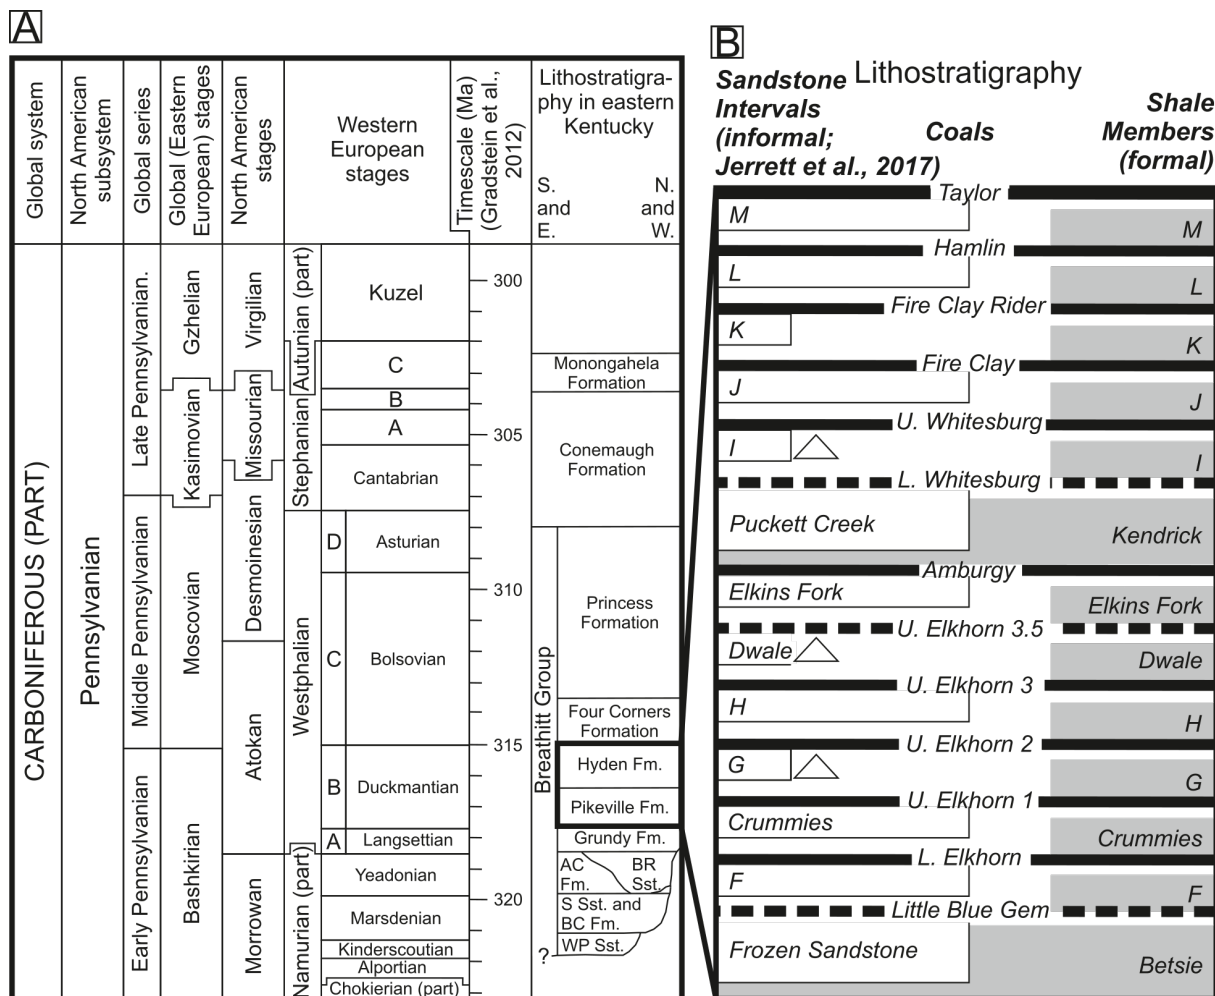 A
Global system
North American
subsystem
Global series
Global (Eastern
European) stages
North American
stages
Western
European
stages
Timescale (Ma)
(Gradstein et al.,
2012)
Lithostratigra-
phy in eastern
Kentucky
S.
and
E.
N.
and
W.
CARBONIFEROUS (PART)
Pennsylvanian
Late Pennsylvanian.
Middle Pennsylvanian
Early Pennsylvanian
Gzhelian
Kasimovian
Moscovian
Bashkirian
Virgilian
Missourian
Desmoinesian
Atokan
Morrowan
Autunian (part)
Stephanian
Westphalian
Namurian (part)
Kuzel
C
B
A
Cantabrian
D
Asturian
C
Bolsovian
B
Duckmantian
A
Langsettian
Yeadonian
Marsdenian
Kinderscoutian
Alportian
Chokierian (part)
300
305
310
315
320
Monongahela
Formation
Conemaugh
Formation
Breathitt Group
Princess
Formation
Four Corners
Formation
Hyden Fm.
Pikeville Fm.
Grundy Fm.
AC
Fm.
BR
Sst.
S Sst. and
BC Fm.
WP Sst.
?
B
Lithostratigraphy
Sandstone
Intervals
(informal;
Jerrett et al., 2017)
Coals
Shale
Members
(formal)
Taylor
M
M
Hamlin
L
L
Fire Clay Rider
K
K
Fire Clay
J
J
U. Whitesburg
I
I
L. Whitesburg
Puckett Creek
Kendrick
Amburgy
Elkins Fork
Elkins Fork
U. Elkhorn 3.5
Dwale
Dwale
U. Elkhorn 3
H
H
U. Elkhorn 2
G
G
U. Elkhorn 1
Crummies
Crummies
L. Elkhorn
F
F
Little Blue Gem
Frozen Sandstone
Betsie